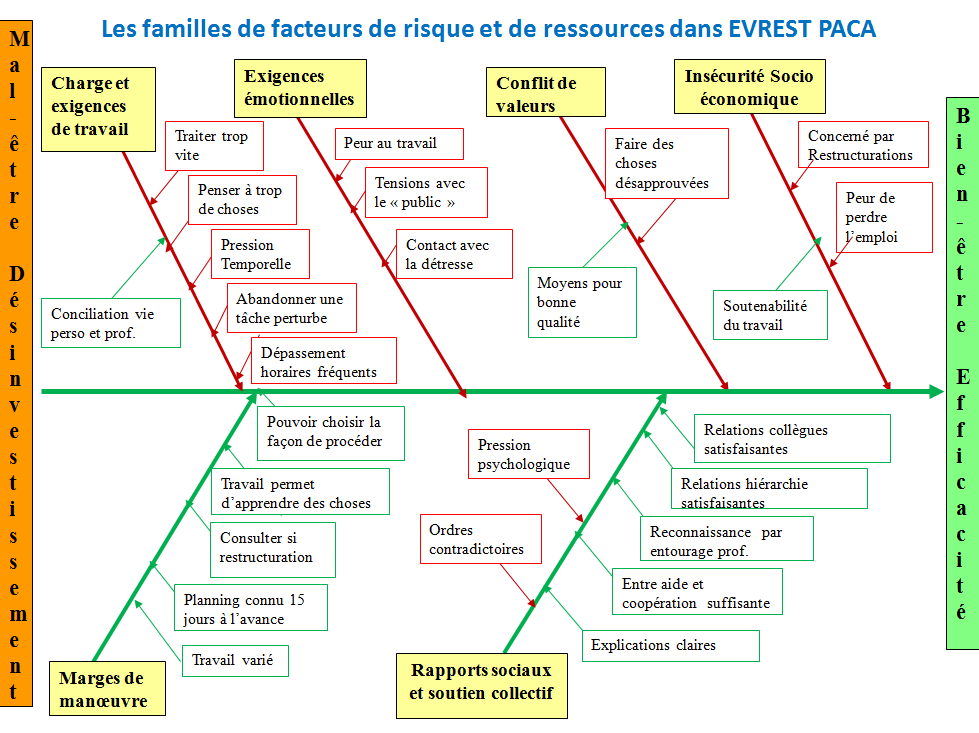 Les familles de facteurs de risque et de ressources dans EVREST PACA
Mal-être Désinvestissement
Charge et
exigences
de travail
Exigences
émotionnelles
Conflit de
valeurs
Insécurité Socio
économique
Bien-être Efficacité
Traiter trop
vite
Penser à trop
de choses
Pression
Temporelle
Abandonner une
tâche perturbe
Dépassement
horaires fréquents
Conciliation vie
perso et prof.
Peur au travail
Tensions avec
le « public »
Contact avec
la détresse
Faire des
choses
désapprouvées
Moyens pour
bonne
qualité
Concerné par
Restructurations
Peur de
perdre
l’emploi
Soutenabilité
du travail
Pouvoir choisir la
façon de procéder
Travail permet
d’apprendre des choses
Consulter si
restructuration
Planning connu 15
jours à l’avance
Travail varié
Marges de
manœuvre
Pression
psychologique
Ordres
contradictoires
Relations collègues
satisfaisantes
Relations hiérarchie
satisfaisantes
Reconnaissance par
entourage prof.
Entre aide et
coopération suffisante
Explications claires
Rapports sociaux
et soutien collectif